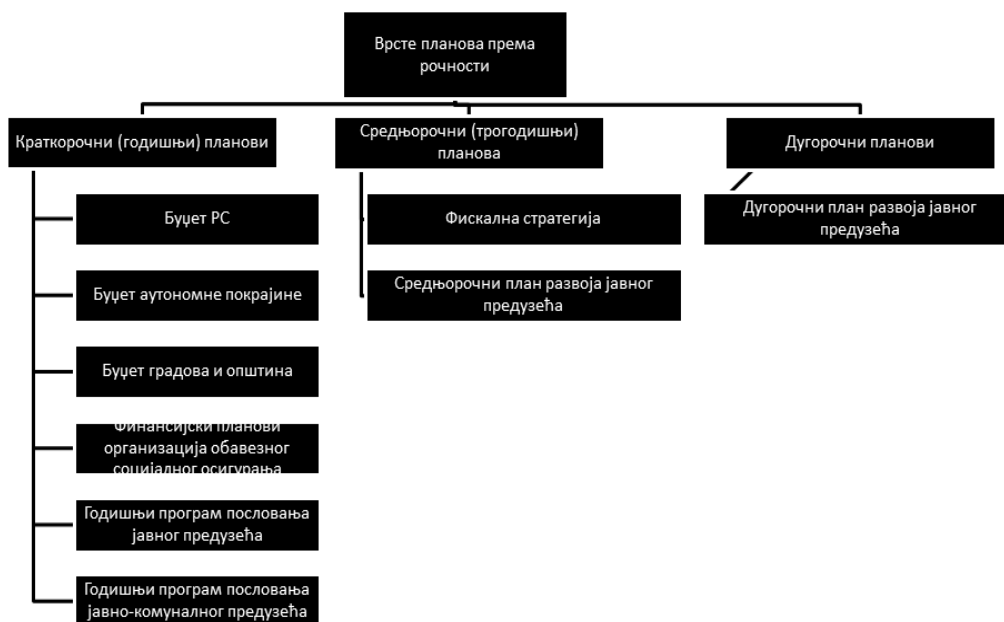 Врсте планова према
рочности
Краткорочни (годишњи) планови
Средњорочни (трогодишњи)
планова
Дугорочни планови
Буџет РС
Буџет аутономне покрајине
Буџет градова и општина
Финансијски планови
организација обавезног
социјалног осигурања
Годишњи програм пословања
јавног предузећа
Годишњи програм пословања
јавно-комуналног предузећа
Фискална стратегија
Средњорочни план развоја јавног
предузећа
Дугорочни план развоја јавног
предузећа